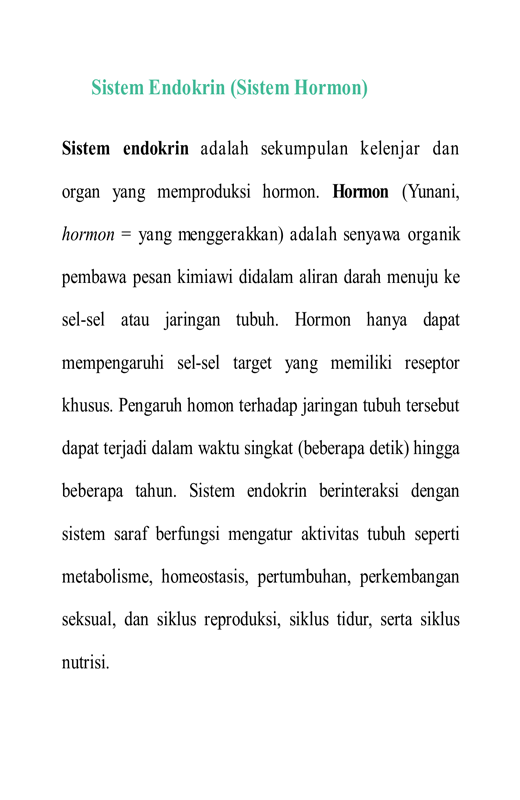 Sistem Endokrin (Sistem Hormon)
Sistem endokrin adalah sekumpulan kelenjar dan
organ yang memproduksi hormon. Hormon (Yunani,
hormon = yang menggerakkan) adalah senyawa organik
pembawa pesan kimiawi didalam aliran darah menuju ke
sel-sel atau jaringan tubuh. Hormon hanya dapat
mempengaruhi sel-sel target yang memiliki reseptor
khusus. Pengaruh homon terhadap jaringan tubuh tersebut
dapat terjadi dalam waktu singkat (beberapa detik) hingga
beberapa tahun. Sistem endokrin berinteraksi dengan
sistem saraf berfungsi mengatur aktivitas tubuh seperti
metabolisme, homeostasis, pertumbuhan, perkembangan
seksual, dan siklus reproduksi, siklus tidur, serta siklus
nutrisi.